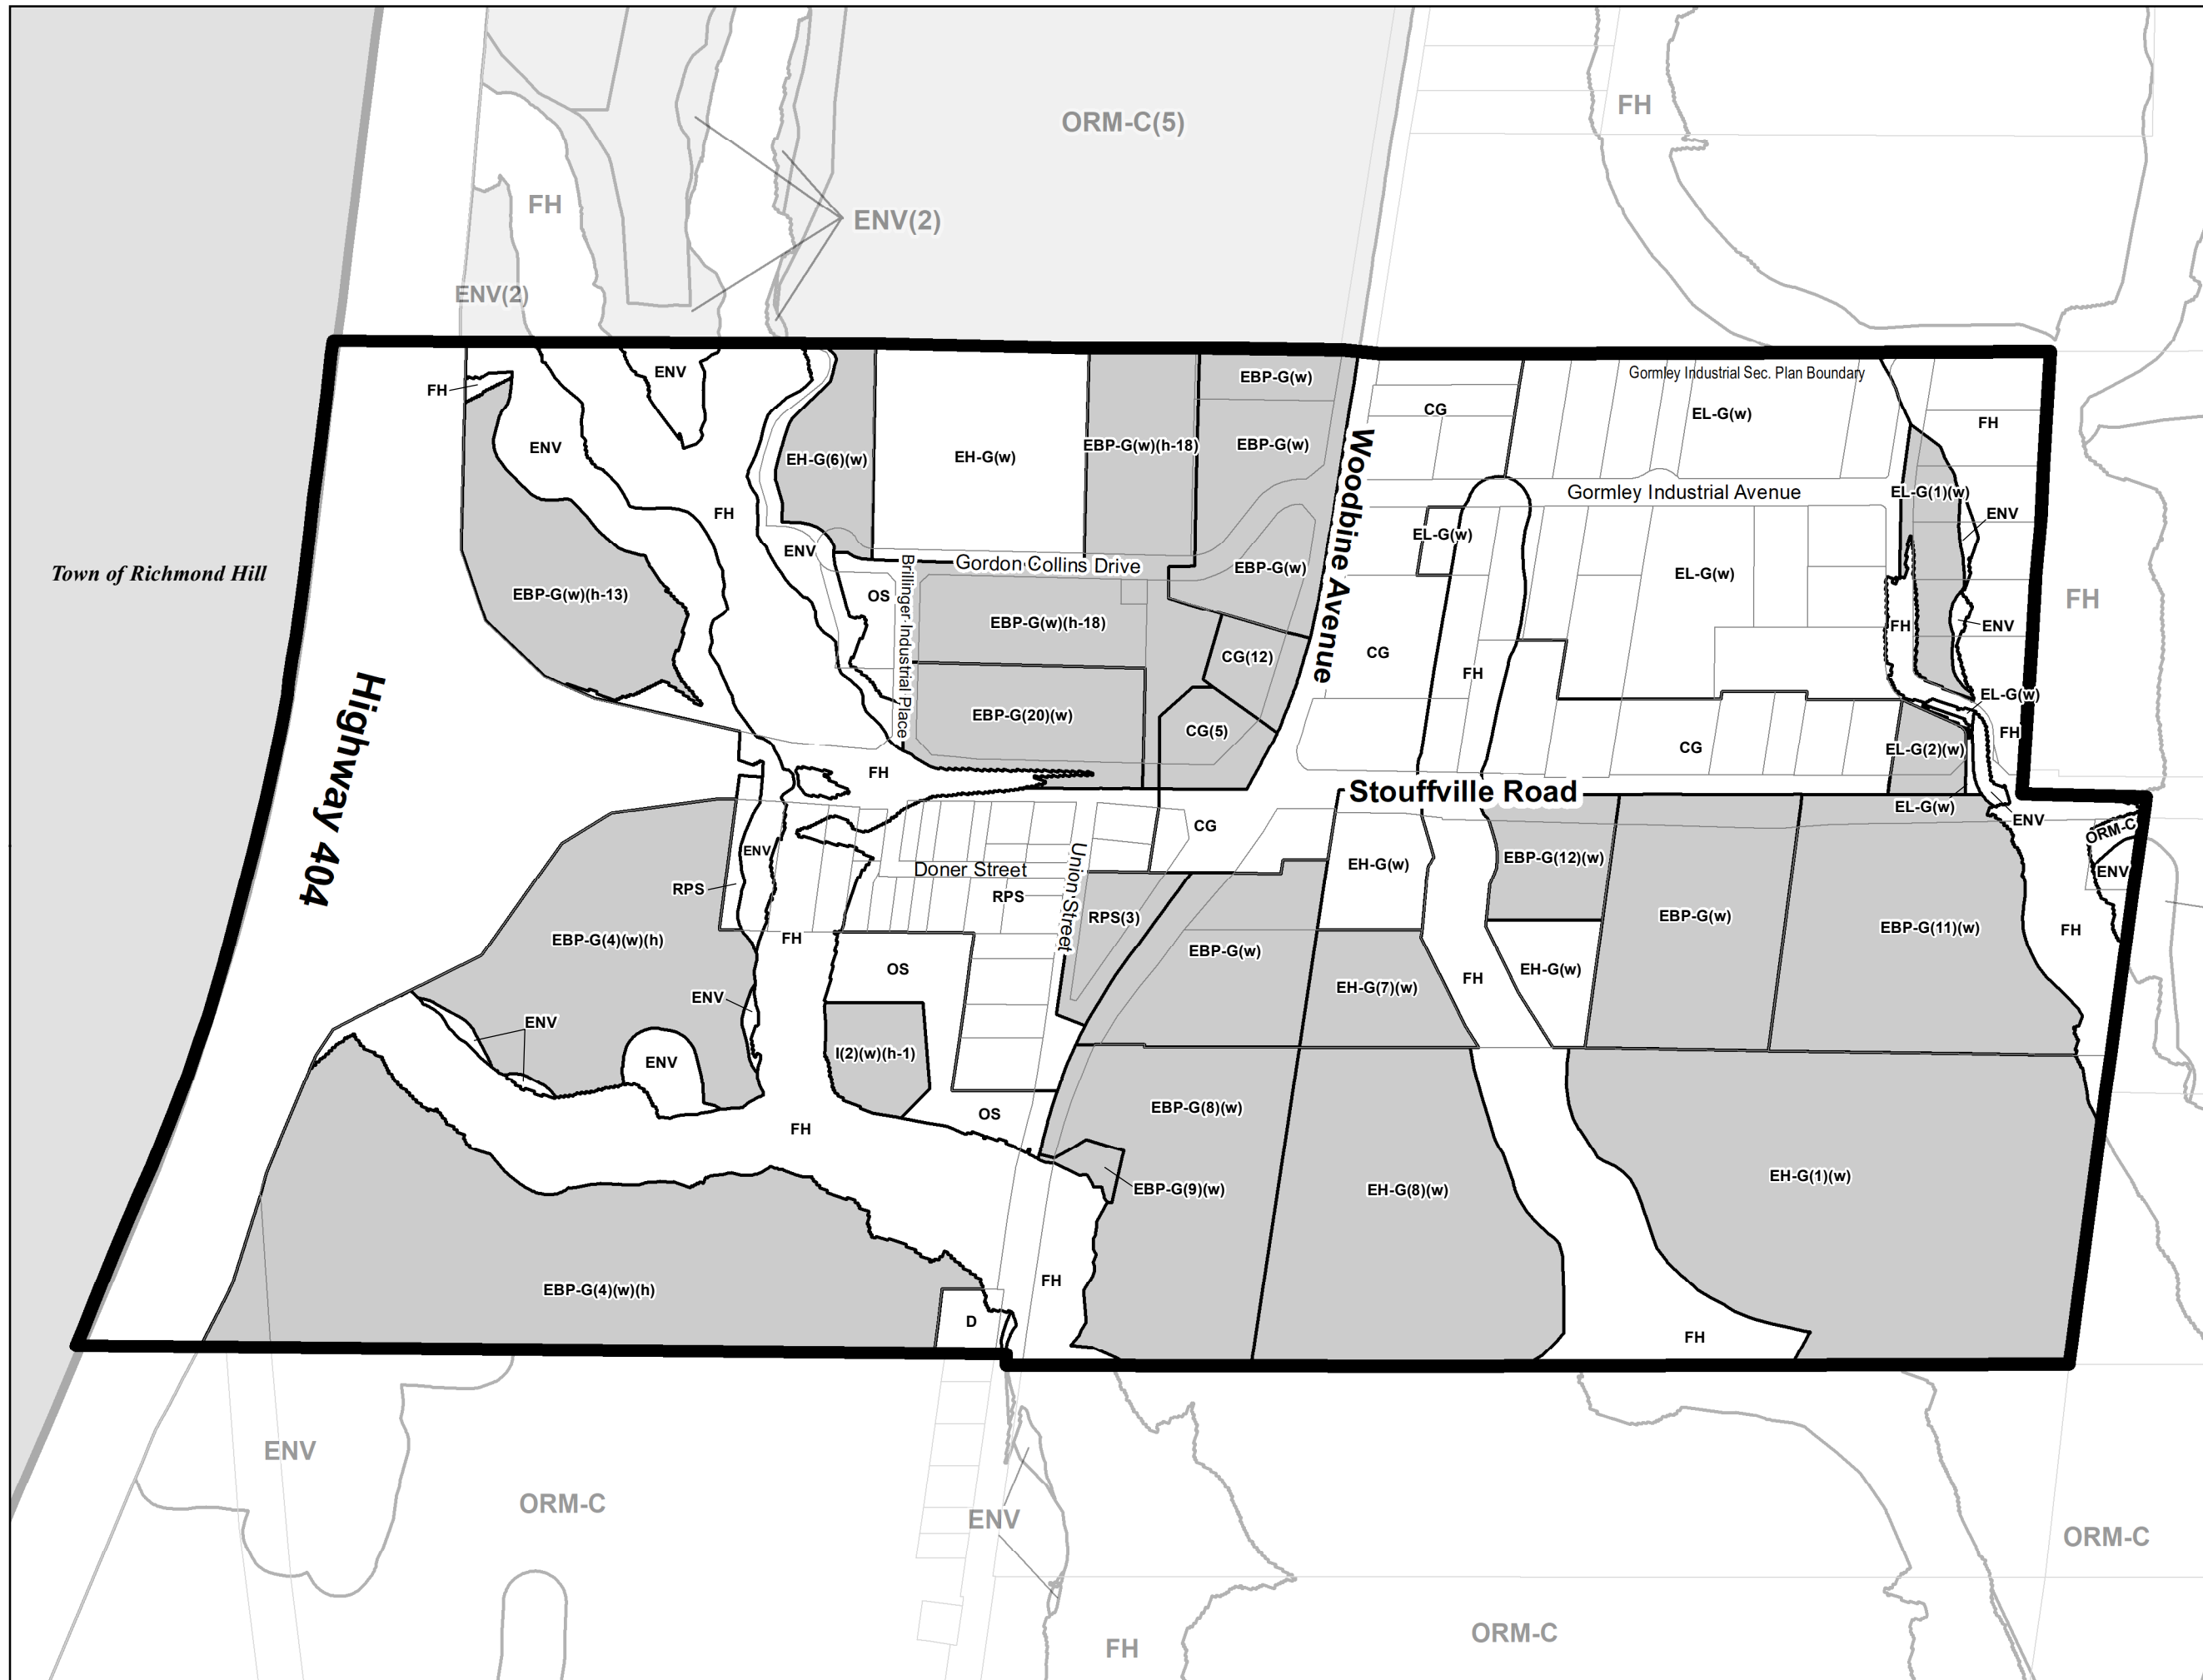 FH
ORM-C(5)
FH
ENV(2)
ENV(2)
Gormley Industrial Sec. Plan Boundary
ENV
EBP-G(w)
FH
CG
EL-G(w)
FH
ENV
EH-G(6)(w)
EH-G(w)
EBP-G(w)(h-18)
EBP-G(w)
Woodbine Avenue
Gormley Industrial Avenue
EL-G(1)(w)
FH
ENV
EL-G(w)
ENV
Gordon Collins Drive
EBP-G(w)
EL-G(w)
Town of Richmond Hill
EBP-G(w)(h-13)
OS
Brillinger Industrial Place
EBP-G(w)(h-18)
FH
ENV
FH
CG(12)
CG
FH
EL-G(w)
EBP-G(20)(w)
CG(5)
FH
CG
EL-G(2)(w)
Highway 404
FH
Stouffville Road
EL-G(w)
ENV
CG
ORM-C
ENV
Doner Street
Union Street
EH-G(w)
EBP-G(12)(w)
ENV
RPS
RPS
RPS(3)
EBP-G(w)
EBP-G(11)(w)
EBP-G(4)(w)(h)
FH
EBP-G(w)
FH
OS
EH-G(7)(w)
FH
EH-G(w)
ENV
ENV
ENV
I(2)(w)(h-1)
FH
OS
EBP-G(8)(w)
EBP-G(9)(w)
EH-G(8)(w)
EH-G(1)(w)
EBP-G(4)(w)(h)
FH
D
FH
ENV
ORM-C
ENV
ORM-C
FH
ORM-C